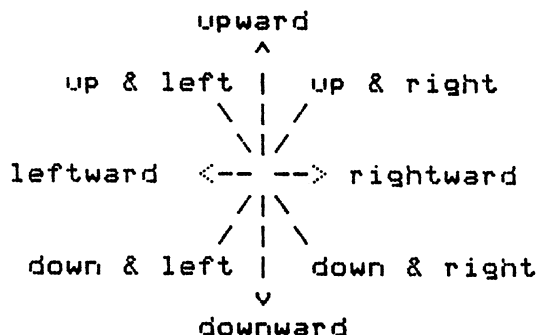 upward
^
up & left | up & right
\ | /
\ | /
leftward <-- --> rightward
/ | \
/ | \
down & left | down & right
v
downward